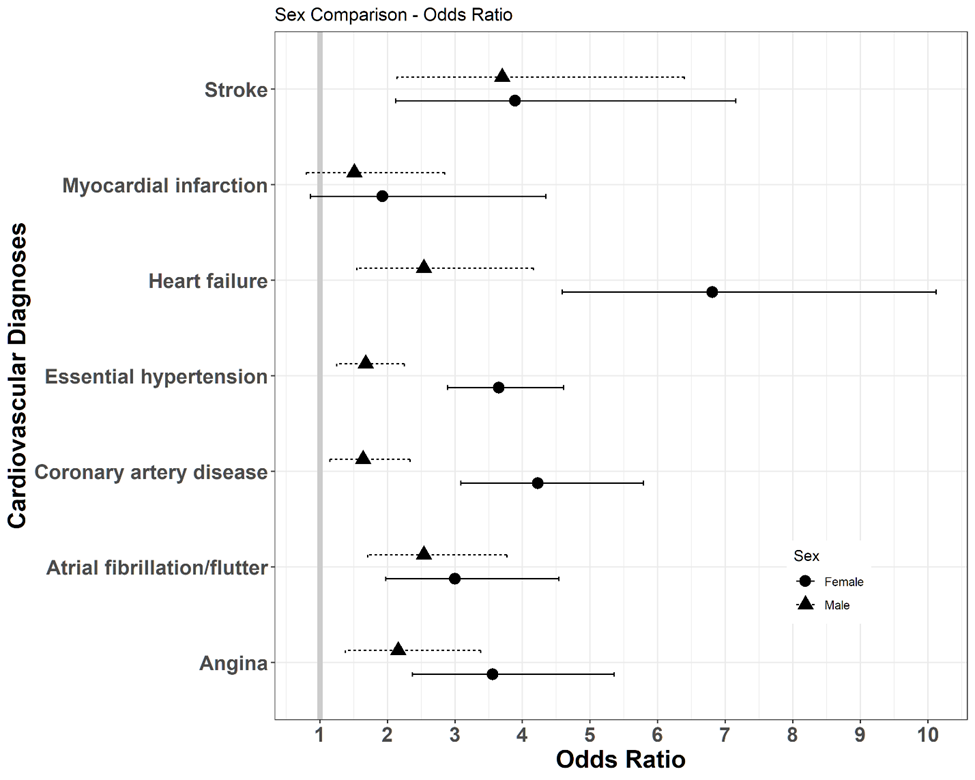 Sex Comparison - Odds Ratio
Cardiovascular Diagnoses
Stroke
Myocardial infarction
Heart failure
Essential hypertension
Coronary artery disease
Atrial fibrillation/flutter
Angina
Sex
Female
Male
1 2 3 4 5 6 7 8 9 10
Odds Ratio